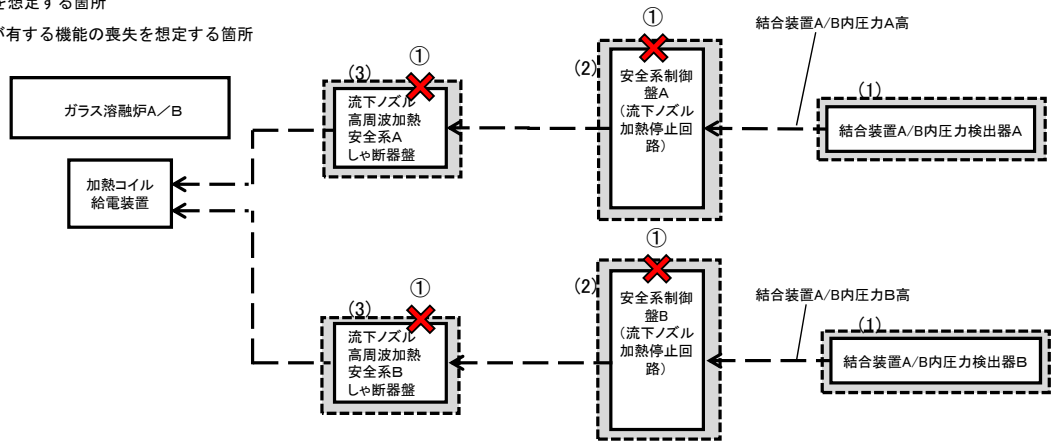 を想定する箇所
が有する機能の喪失を想定する箇所
ガラス溶融炉A/B
加熱コイル
給電装置
(3)
①
流下ノズル
高周波加熱
安全系A
しゃ断器盤
(2)
①
安全系制御
盤A
(流下ノズル
加熱停止回
路)
結合装置A/B内圧力A高
(1)
結合装置A/B内圧力検出器A
(3)
①
流下ノズル
高周波加熱
安全系B
しゃ断器盤
(2)
①
安全系制御
盤B
(流下ノズル
加熱停止回
路)
結合装置A/B内圧力B高
(1)
結合装置A/B内圧力検出器B